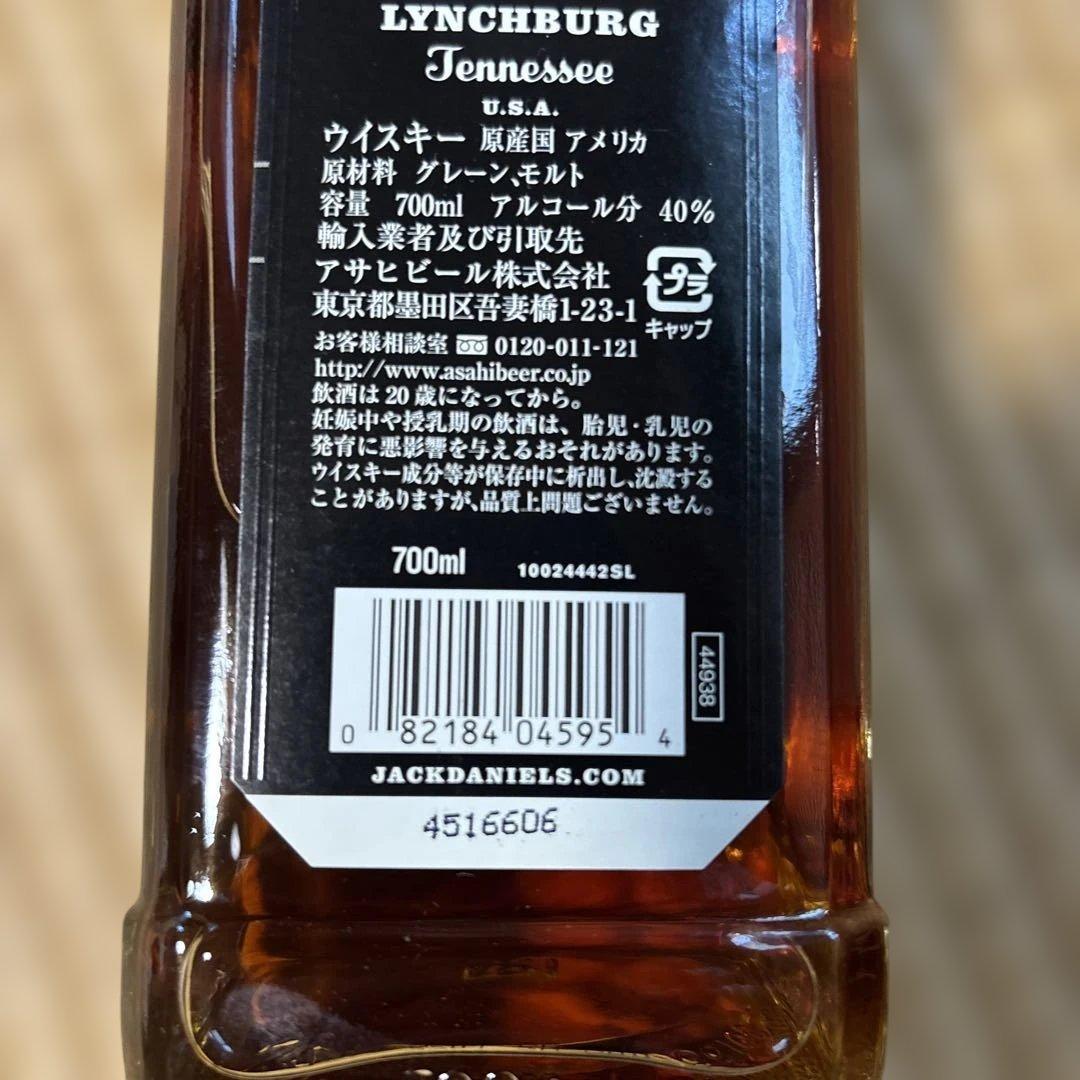 LYNCHBURG
Tennessee
U.S.A.
ウイスキー 原産国 アメリカ
原材料 グレーン、モルト
容量 700ml アルコール分 40%
輸入業者及び引取先
アサヒビール株式会社
東京都墨田区吾妻橋1-23-1
プラ
キャップ
お客様相談室 0120-011-121
http://www.asahibeer.co.jp
飲酒は20歳になってから。
妊娠中や授乳期の飲酒は、胎児・乳児の
発育に悪影響を与えるおそれがあります。
ウイスキー成分等が保存中に析出し、沈澱する
ことがありますが、品質上問題ございません。
700ml 10024442SL
44938
0 82184 04595 4
JACKDANIELS.COM
4516606